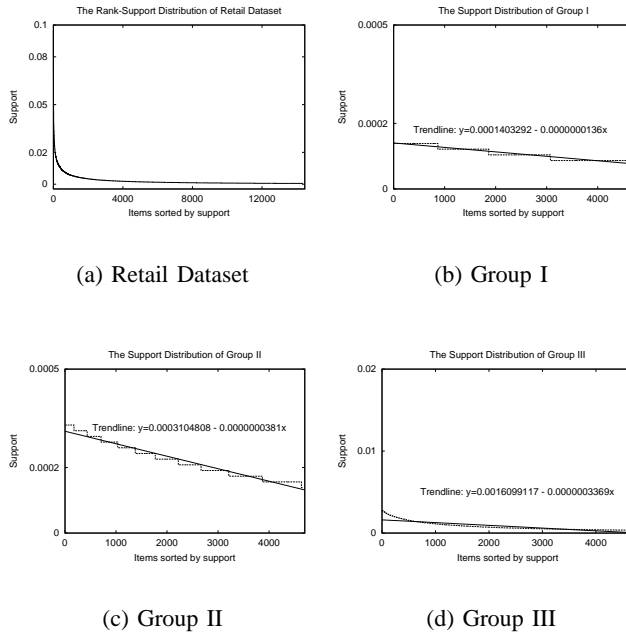 The Rank-Support Distribution of Retail Dataset
0.1
0.08
0.05
0.02
0
Support
0 4000 8000 12000
Items sorted by support
(a) Retail Dataset
The Support Distribution of Group I
0.0005
0.0002
0
Support
Trendline: y=0.0001403292 - 0.0000000136x
0 1000 2000 3000 4000
Items sorted by support
(b) Group I
The Support Distribution of Group II
0.0005
0.0002
0
Support
Trendline: y=0.0003104808 - 0.0000000381x
0 1000 2000 3000 4000
Items sorted by support
(c) Group II
The Support Distribution of Group III
0.02
0.01
0
Support
Trendline: y=0.0016099117 - 0.0000003369x
0 1000 2000 3000 4000
Items sorted by support
(d) Group III